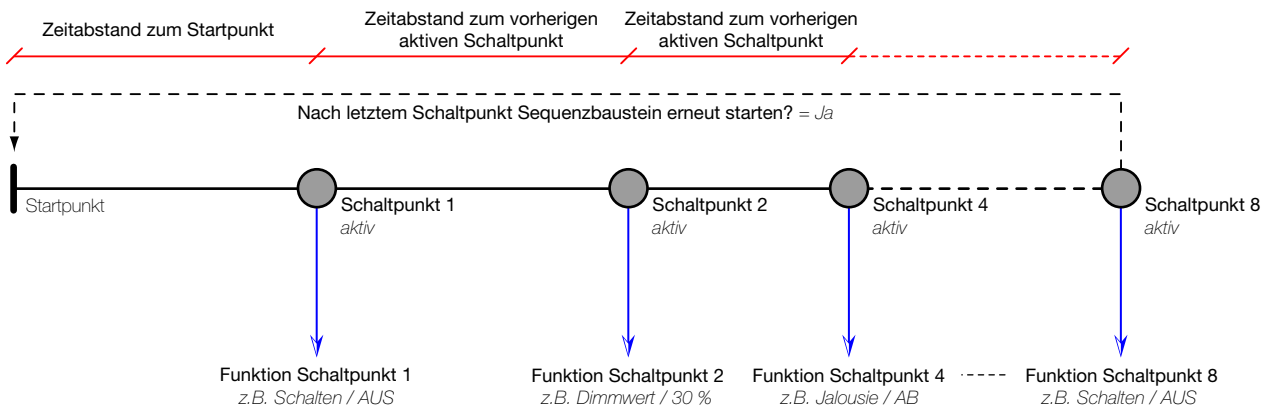 Zeitabstand zum Startpunkt
Zeitabstand zum vorherigen
aktiven Schaltpunkt
Zeitabstand zum vorherigen
aktiven Schaltpunkt
Nach letztem Schaltpunkt Sequenzbaustein erneut starten? = Ja
Startpunkt
Schaltpunkt 1
aktiv
Schaltpunkt 2
aktiv
Schaltpunkt 4
aktiv
Schaltpunkt 8
aktiv
Funktion Schaltpunkt 1
z.B. Schalten / AUS
Funktion Schaltpunkt 2
z.B. Dimmwert / 30 %
Funktion Schaltpunkt 4
z.B. Jalousie / AB
Funktion Schaltpunkt 8
z.B. Schalten / AUS